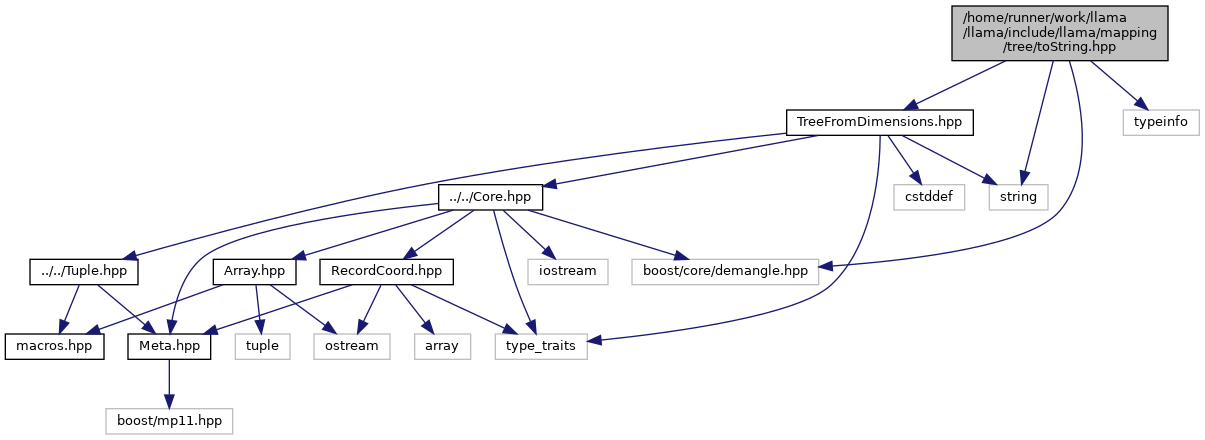 /home/runner/work/llama
/llama/include/llama/mapping
/tree/toString.hpp
TreeFromDimensions.hpp
typeinfo
../../Core.hpp
cstddef
string
../../Tuple.hpp
Array.hpp
RecordCoord.hpp
iostream
boost/core/demangle.hpp
macros.hpp
Meta.hpp
tuple
ostream
array
type_traits
boost/mp11.hpp